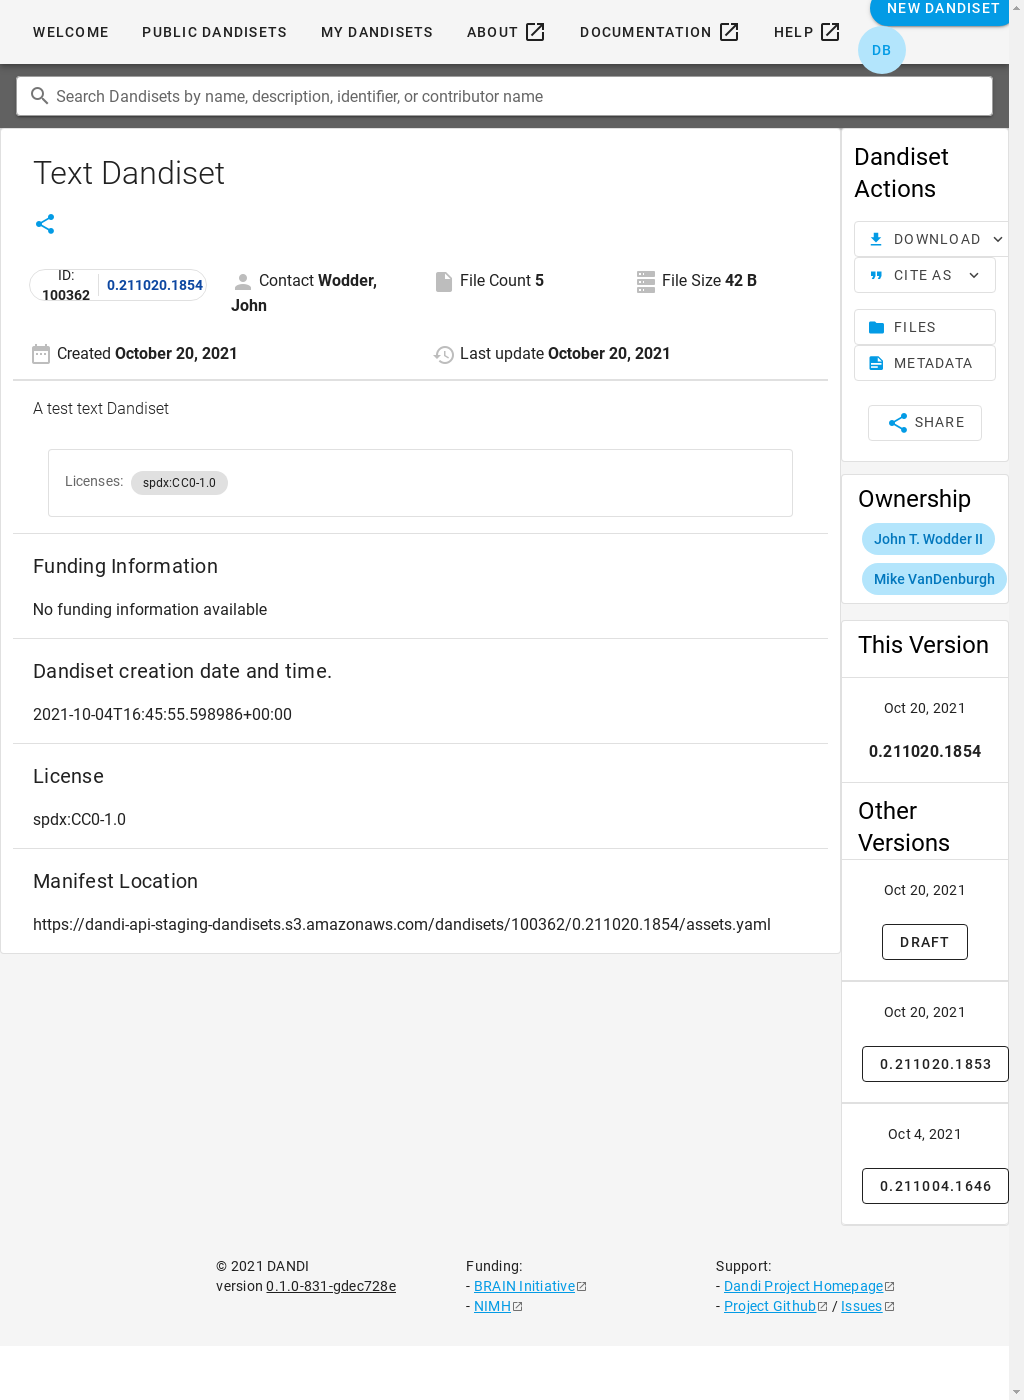 WELCOME PUBLIC DANDISETS MY DANDISETS ABOUT DOCUMENTATION HELP NEW DANDISET
DB
Search Dandisets by name, description, identifier, or contributor name
Text Dandiset
ID: 100362 0.211020.1854
Contact Wodder, John
File Count 5
File Size 42 B
Created October 20, 2021
Last update October 20, 2021
A test text Dandiset
Licenses: spdx:CC0-1.0
Funding Information
No funding information available
Dandiset creation date and time.
2021-10-04T16:45:55.598986+00:00
License
spdx:CC0-1.0
Manifest Location
https://dandi-api-staging-dandisets.s3.amazonaws.com/dandisets/100362/0.211020.1854/assets.yaml
Dandiset
Actions
DOWNLOAD
CITE AS
FILES
METADATA
SHARE
Ownership
John T. Wodder II
Mike VanDenburgh
This Version
Oct 20, 2021
0.211020.1854
Other
Versions
Oct 20, 2021
DRAFT
Oct 20, 2021
0.211020.1853
Oct 4, 2021
0.211004.1646
© 2021 DANDI
version 0.1.0-831-gdec728e
Funding:
- BRAIN Initiative
- NIMH
Support:
- Dandi Project Homepage
- Project Github / Issues